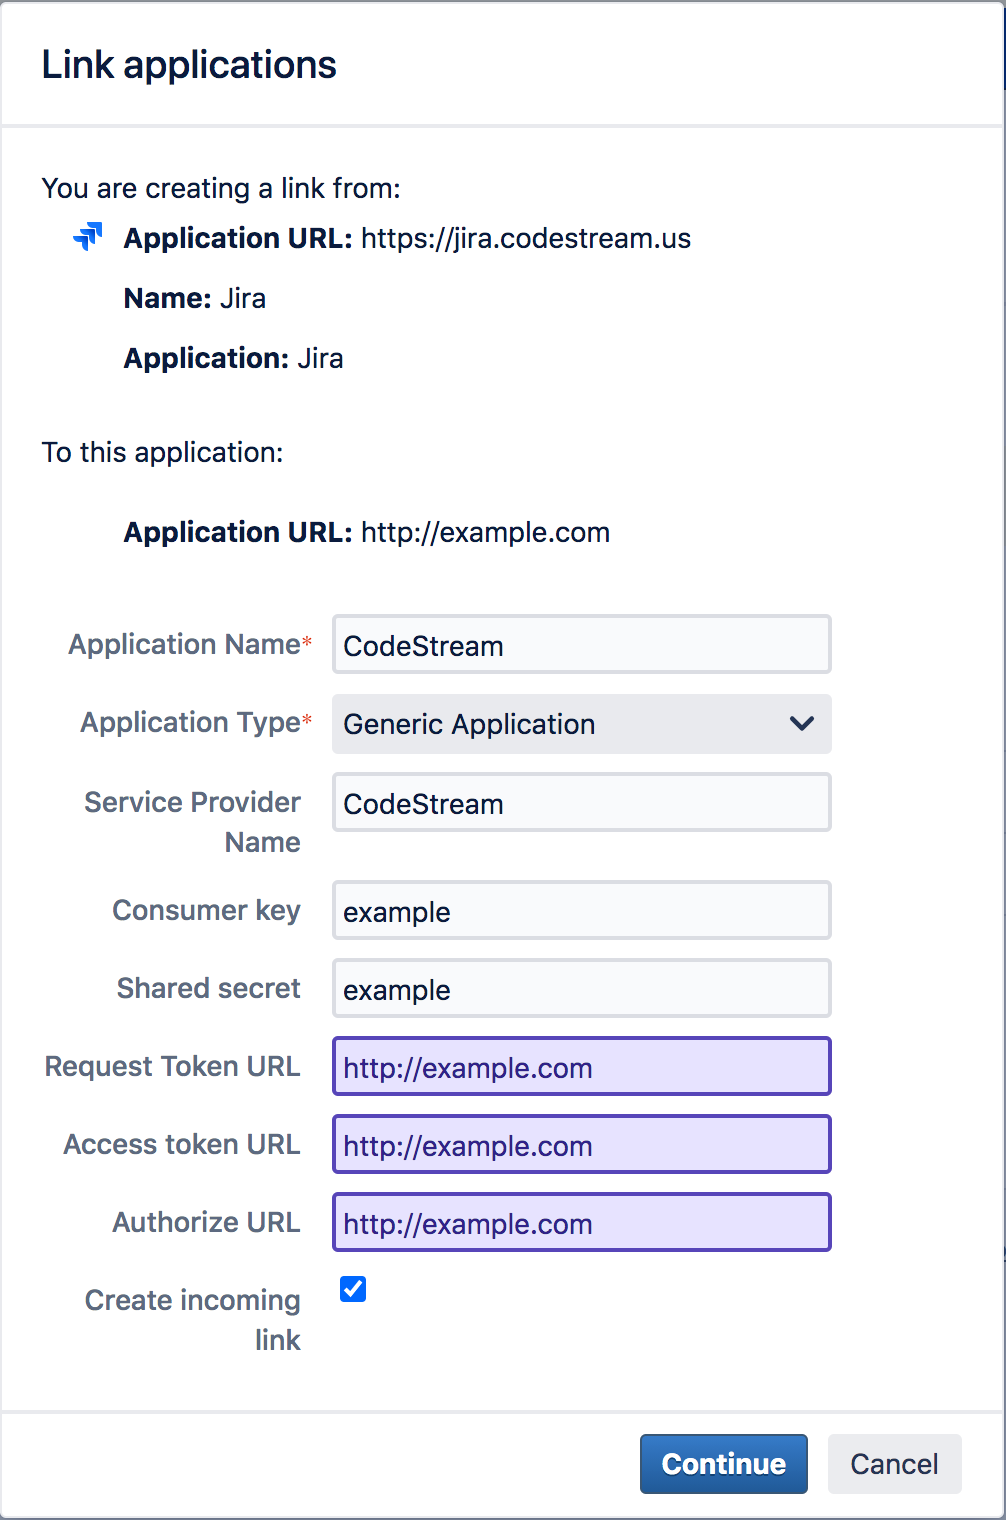 Link applications
You are creating a link from:
Application URL: https://jira.codestream.us
Name: Jira
Application: Jira
To this application:
Application URL: http://example.com
Application Name* CodeStream
Application Type* Generic Application
Service Provider
Name
CodeStream
Consumer key example
Shared secret example
Request Token URL http://example.com
Access token URL http://example.com
Authorize URL http://example.com
Create incoming
link
Continue Cancel